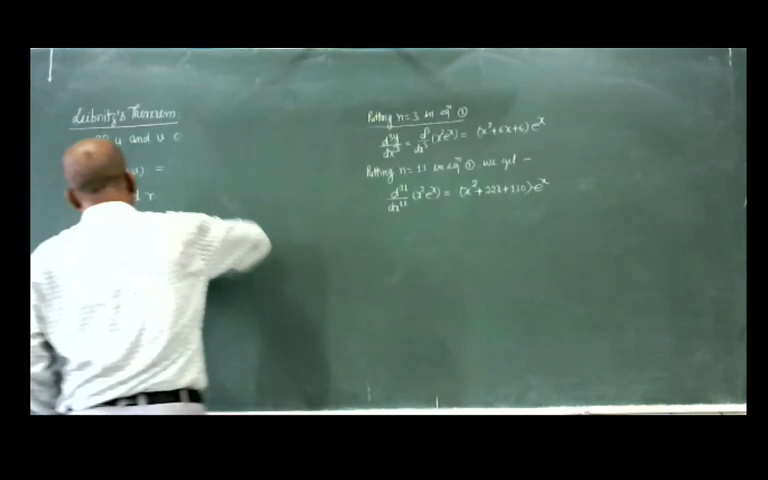 Leibnitz's Theorem
u and v
u) =
d x
Putting n=3 in eqⁿ ①
d³y/dx³ = d³/dx³ (x²eˣ) = (x²+6x+6)eˣ
Putting n=11 in eqⁿ ① we get -
d¹¹/dx¹¹ (x²eˣ) = (x²+22x+110)eˣ